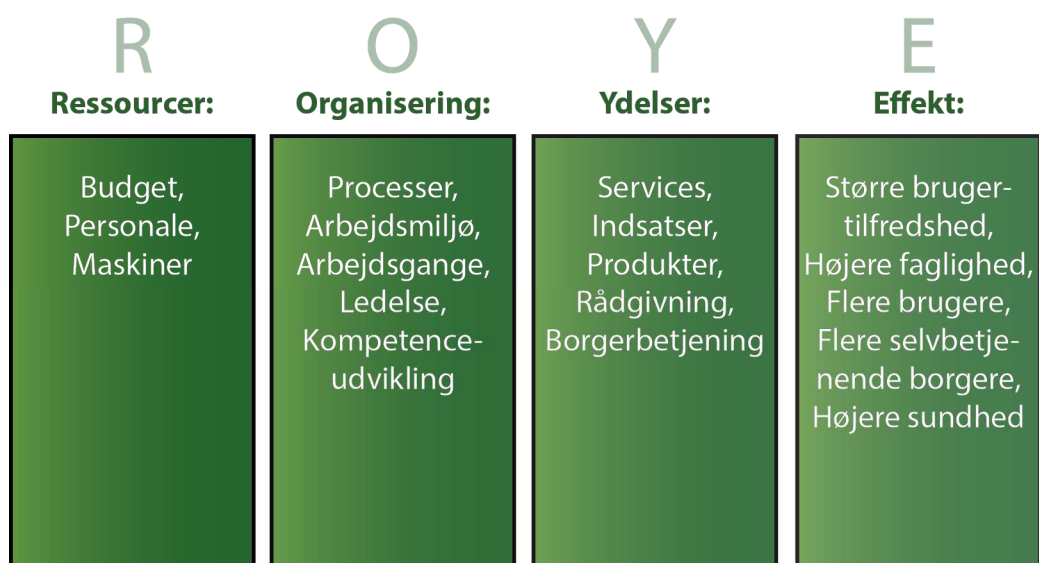 R
Ressourcer:
Budget,
Personale,
Maskiner
O
Organisering:
Processer,
Arbejdsmiljø,
Arbejdsgange,
Ledelse,
Kompetence-
udvikling
Y
Ydelser:
Services,
Indsatser,
Produkter,
Rådgivning,
Borgerbetjening
E
Effekt:
Større bruger-
tilfredshed,
Højere faglighed,
Flere brugere,
Flere selvbetje-
nende borgere,
Højere sundhed